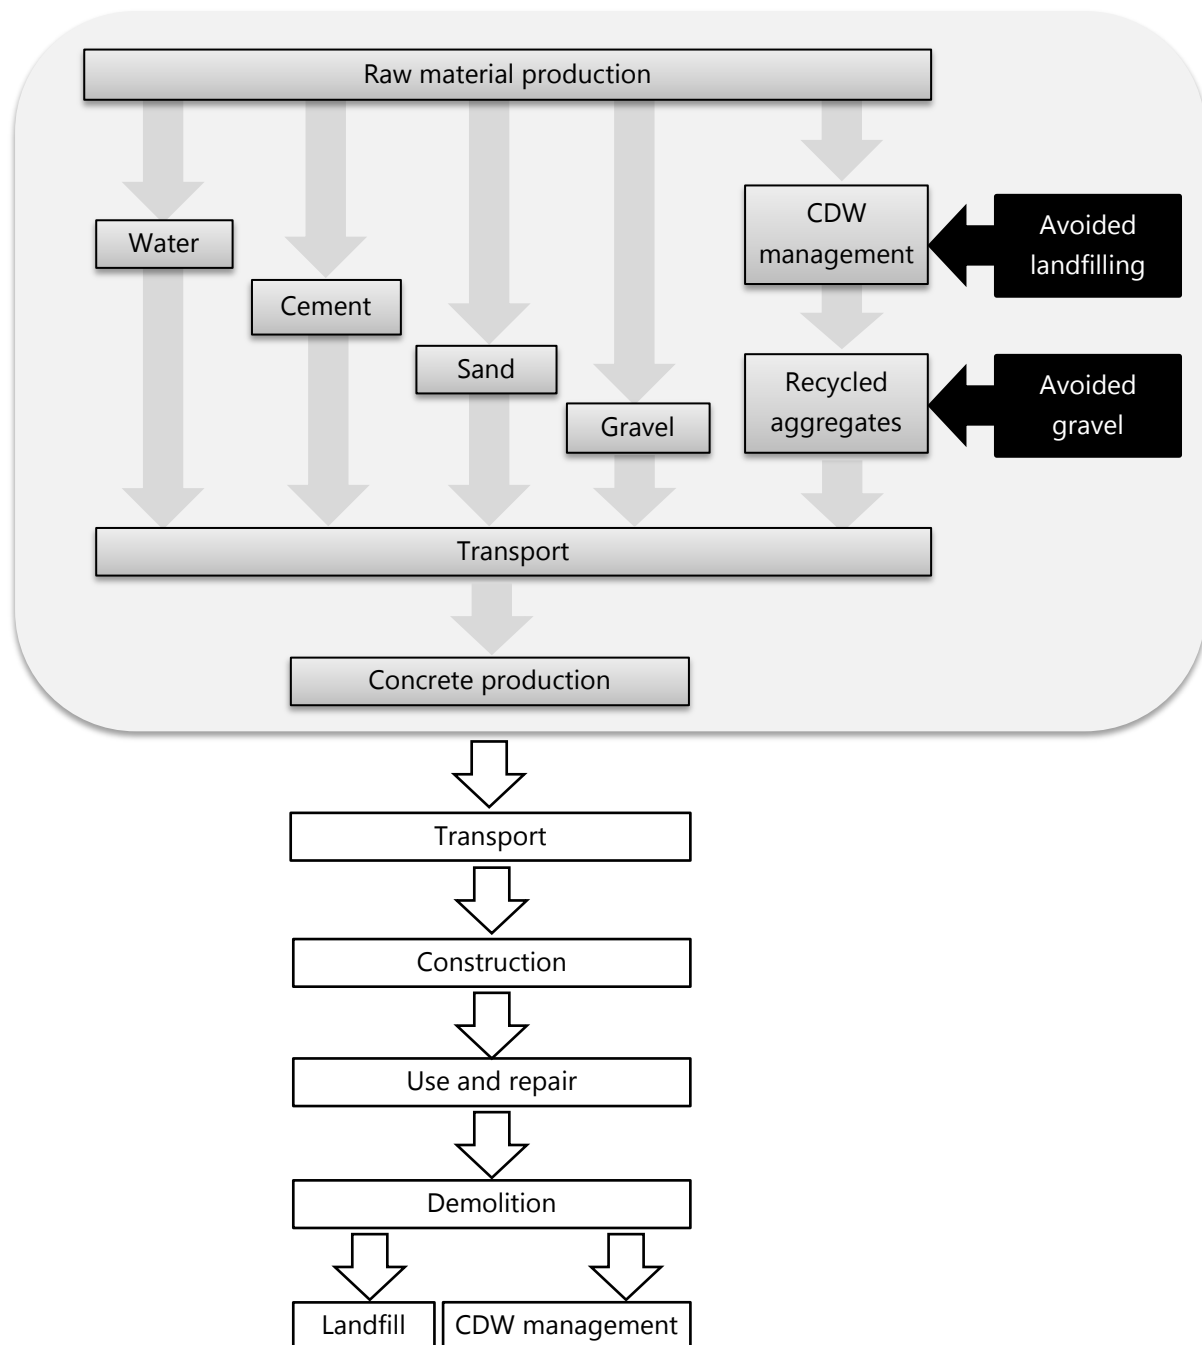 Raw material production
Water
Cement
Sand
Gravel
CDW
management
Avoided
landfilling
Recycled
aggregates
Avoided
gravel
Transport
Concrete production
Transport
Construction
Use and repair
Demolition
Landfill
CDW management